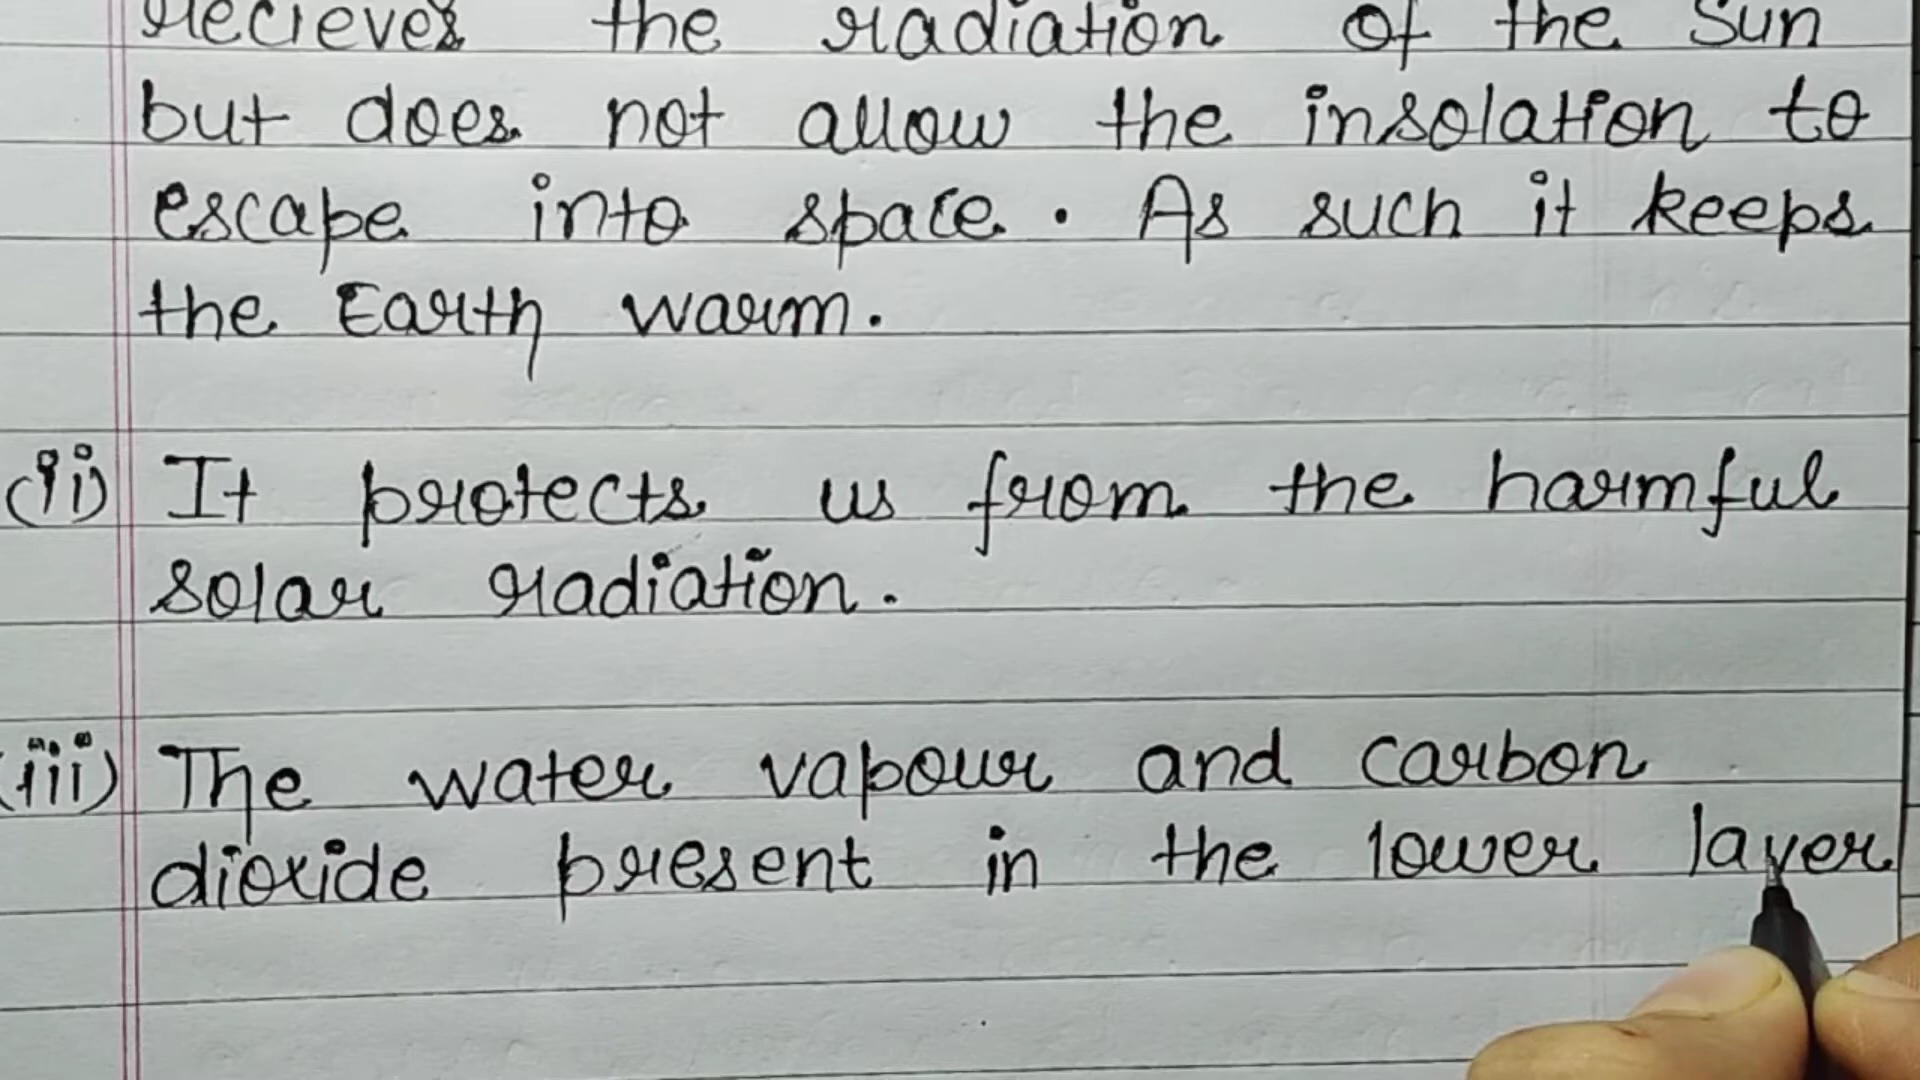 recieves the radiation of the Sun
but does not allow the insolation to
escape into space. As such it keeps
the Earth warm.
(ii) It protects us from the harmful
solar radiation.
(iii) The water vapour and carbon
dioxide present in the lower layer